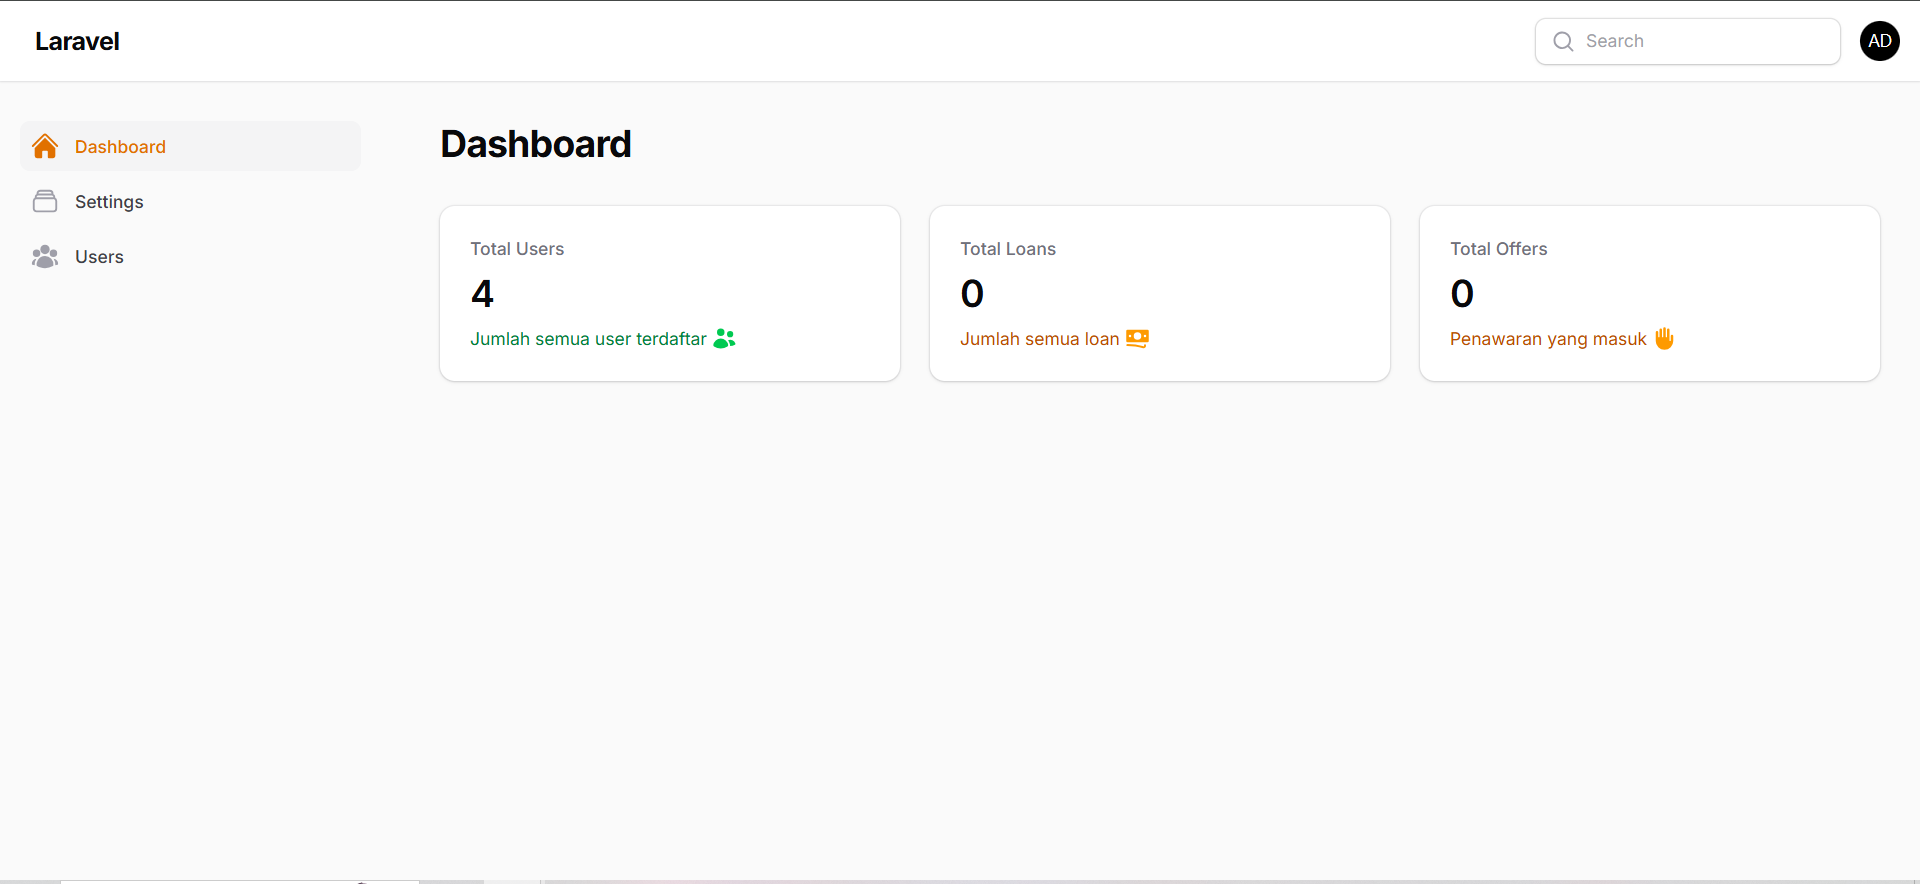 Laravel
Search
AD
Dashboard
Settings
Users
Dashboard
Total Users
4
Jumlah semua user terdaftar
Total Loans
0
Jumlah semua loan
Total Offers
0
Penawaran yang masuk